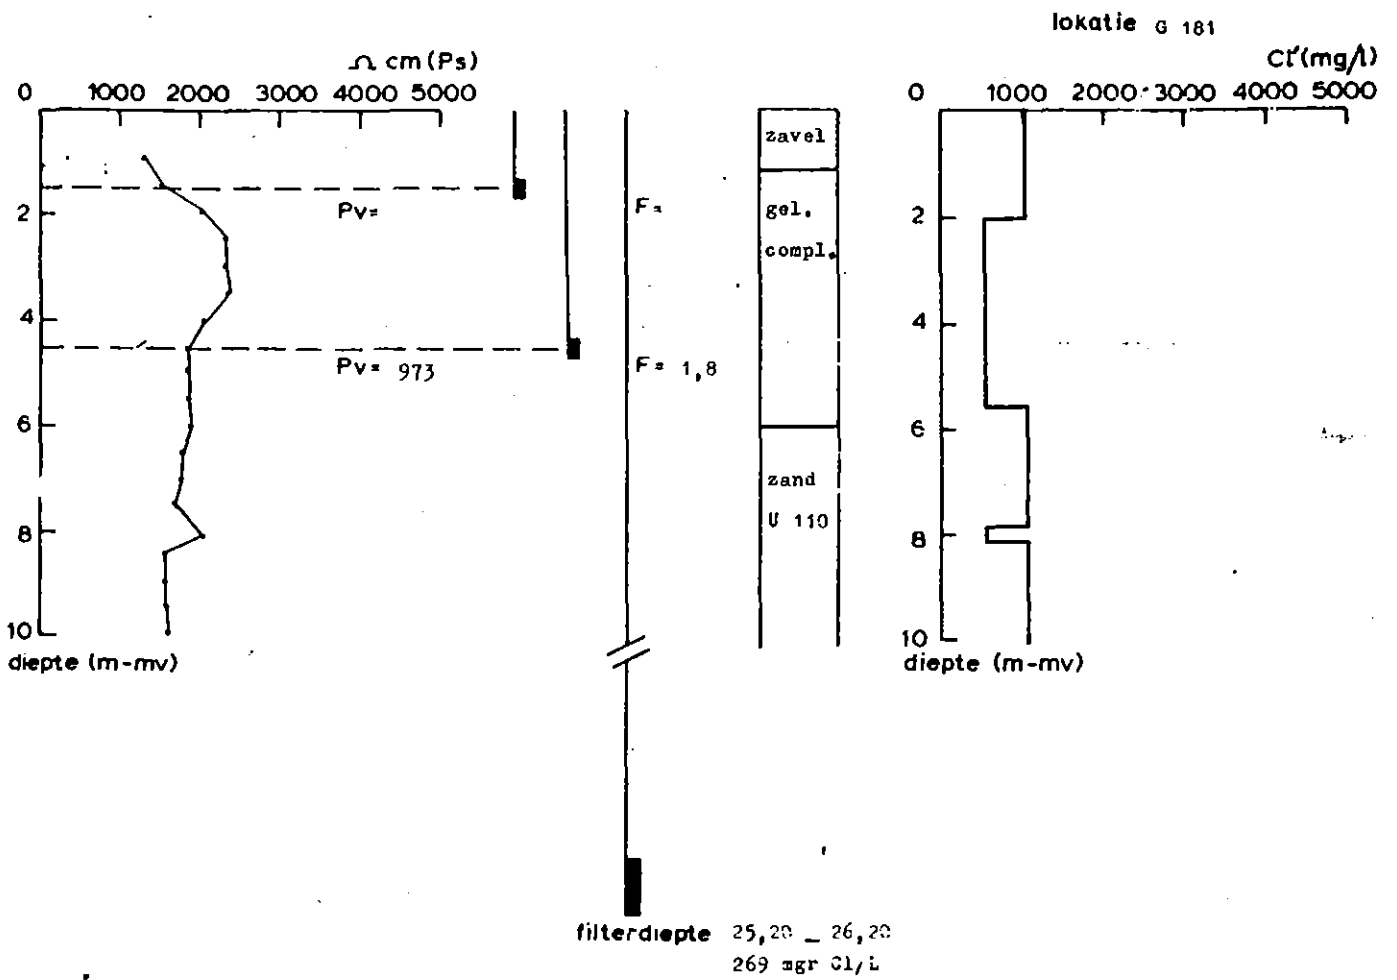 lokatie G 181
Ω cm (Ps)
0 1000 2000 3000 4000 5000
2
4
6
8
10
diepte (m-mv)
Pv=
Pv= 973
F=
F= 1,8
zavel
gel.
compl.
zand
U 110
Cl'(mg/l)
0 1000 2000 3000 4000 5000
2
4
6
8
10
diepte (m-mv)
filterdiepte 25,20 _ 26,20
269 mgr Cl/L